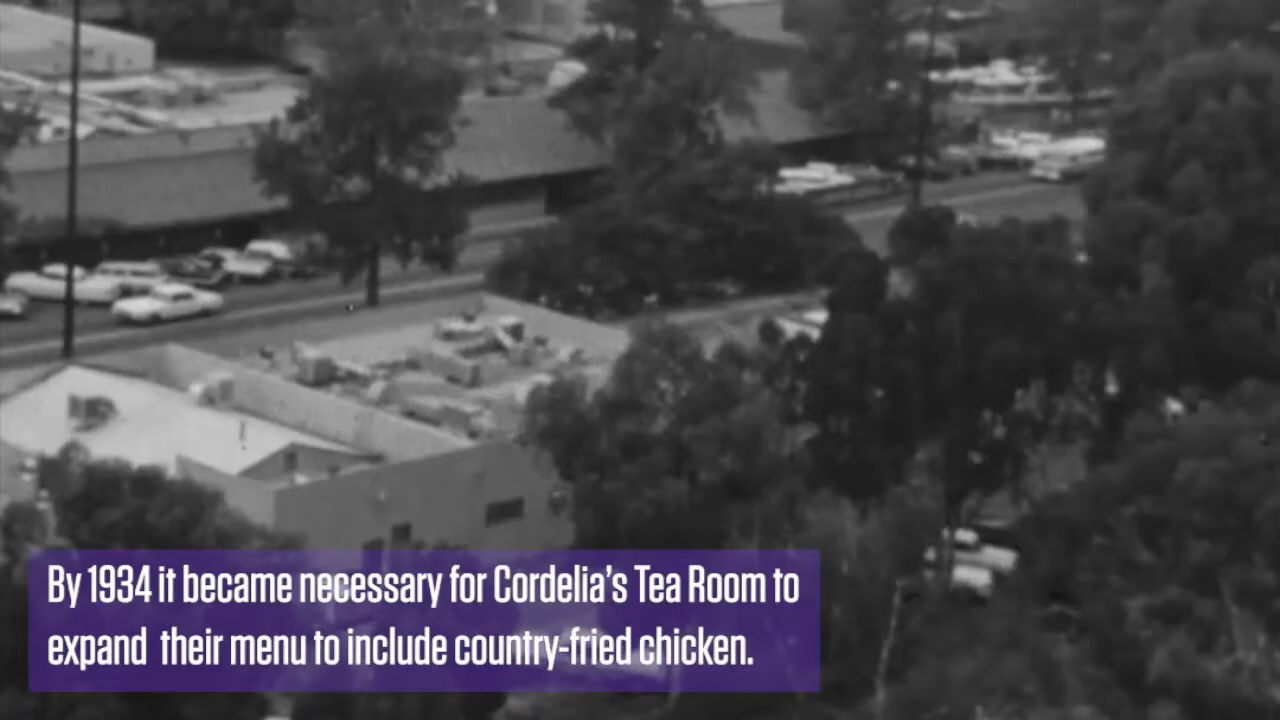 By 1934 it became necessary for Cordelia's Tea Room to
expand  their menu to include country-fried chicken.